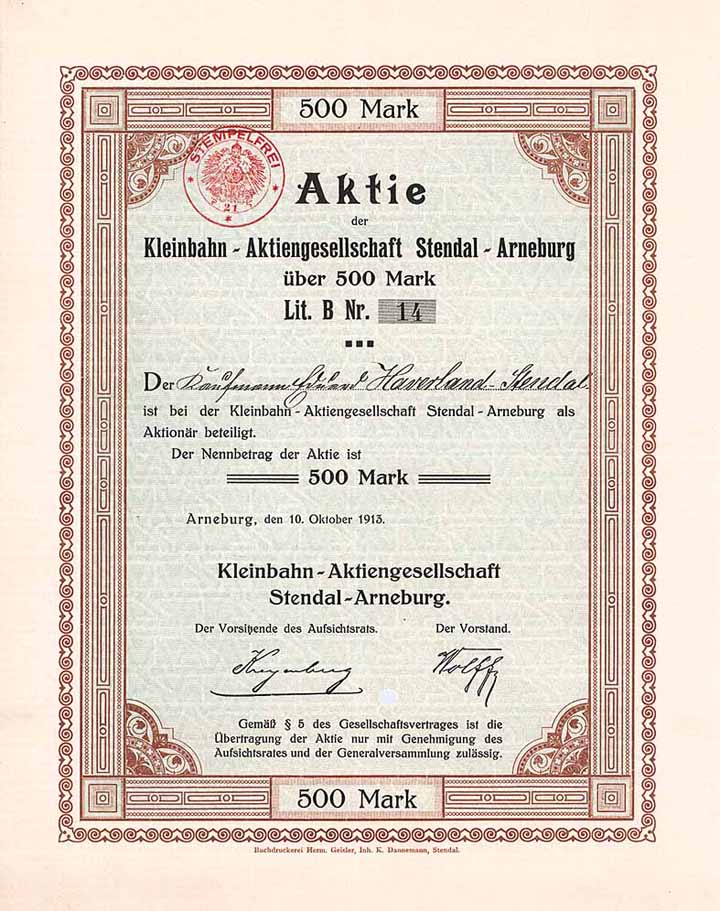 500 Mark
STEMPELFREI
21
Aktie
der
Kleinbahn - Aktiengesellschaft Stendal - Arneburg
über 500 Mark
Lit. B Nr. 14
Der Kaufmann Eduard Haverland - Stendal
ist bei der Kleinbahn - Aktiengesellschaft Stendal - Arneburg als
Aktionär beteiligt.
Der Nennbetrag der Aktie ist
500 Mark
Arneburg, den 10. Oktober 1913.
Kleinbahn - Aktiengesellschaft
Stendal-Arneburg.
Der Vorsitzende des Aufsichtsrats. Der Vorstand.
Wolff
Gemäß § 5 des Gesellschaftsvertrages ist die
Übertragung der Aktie nur mit Genehmigung des
Aufsichtsrates und der Generalversammlung zulässig.
500 Mark
Buchdruckerei Herm. Geisler, Inh. K. Dannemann, Stendal.